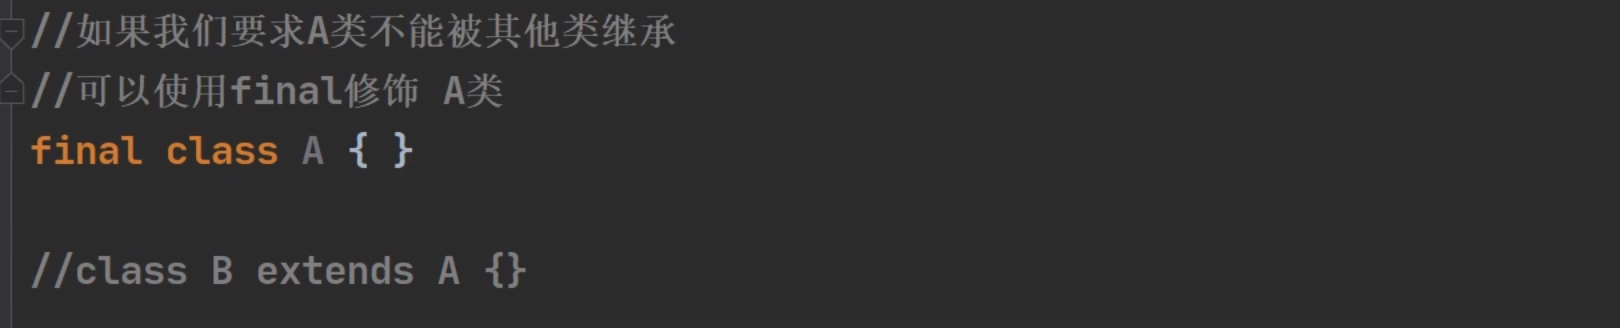 //如果我们要求A类不能被其他类继承
//可以使用final修饰 A类
final class A { }
//class B extends A {}